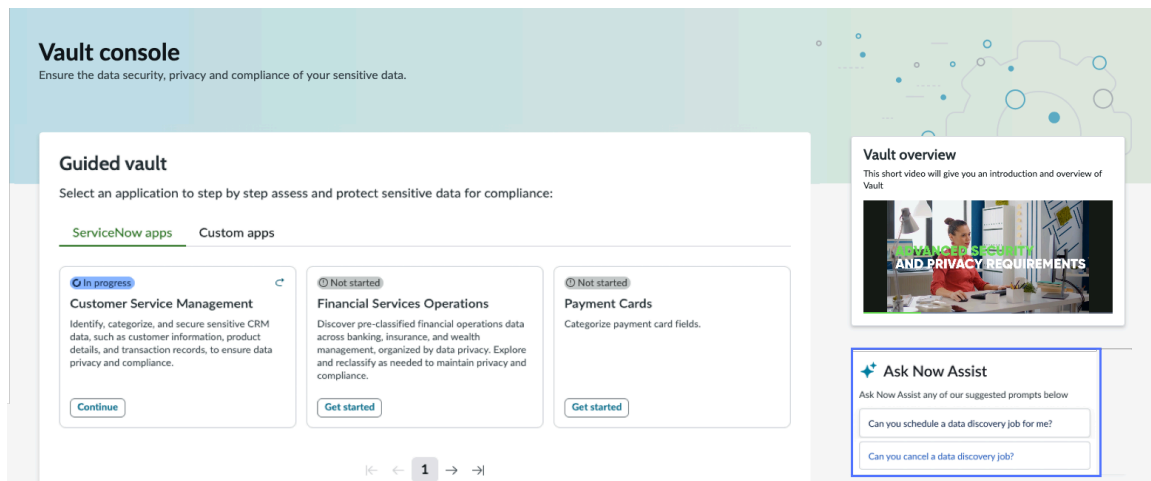 Vault console
Ensure the data security, privacy and compliance of your sensitive data.
Guided vault
Select an application to step by step assess and protect sensitive data for compliance:
ServiceNow apps
Custom apps
In progress
Customer Service Management
Identify, categorize, and secure sensitive CRM
data, such as customer information, product
details, and transaction records, to ensure data
privacy and compliance.
Continue
Not started
Financial Services Operations
Discover pre-classified financial operations data
across banking, insurance, and wealth
management, organized by data privacy. Explore
and reclassify as needed to maintain privacy and
compliance.
Get started
Not started
Payment Cards
Categorize payment card fields.
Get started
1
Vault overview
This short video will give you an introduction and overview of
Vault
ADVANCED SECURITY
AND PRIVACY REQUIREMENTS
Ask Now Assist
Ask Now Assist any of our suggested prompts below
Can you schedule a data discovery job for me?
Can you cancel a data discovery job?